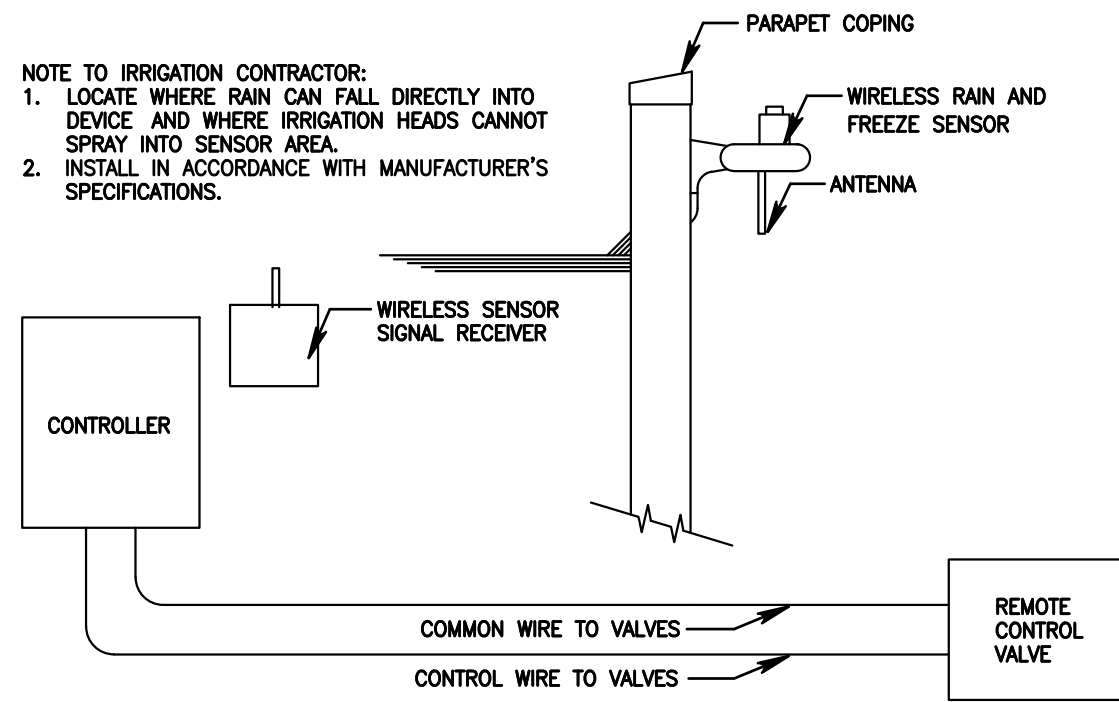 PARAPET COPING
NOTE TO IRRIGATION CONTRACTOR:
1. LOCATE WHERE RAIN CAN FALL DIRECTLY INTO
DEVICE AND WHERE IRRIGATION HEADS CANNOT
SPRAY INTO SENSOR AREA.
2. INSTALL IN ACCORDANCE WITH MANUFACTURER'S
SPECIFICATIONS.
WIRELESS RAIN AND
FREEZE SENSOR
ANTENNA
WIRELESS SENSOR
SIGNAL RECEIVER
CONTROLLER
COMMON WIRE TO VALVES
CONTROL WIRE TO VALVES
REMOTE
CONTROL
VALVE